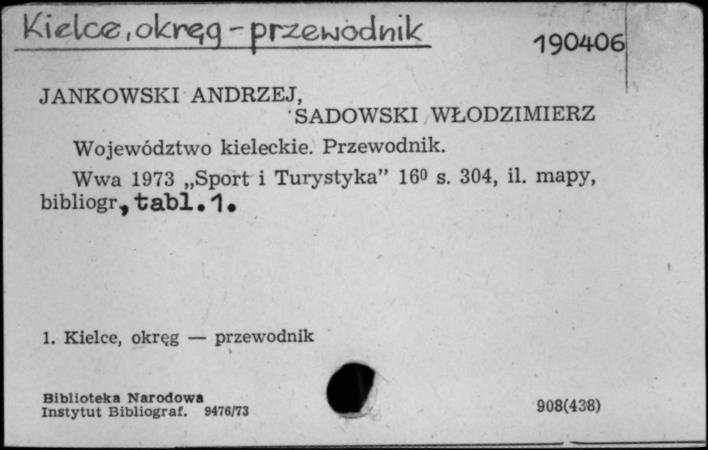 Kielce, okręg - przewodnik
190406
JANKOWSKI ANDRZEJ,
SADOWSKI WŁODZIMIERZ
Województwo kieleckie. Przewodnik.
Wwa 1973 „Sport i Turystyka” 16⁰ s. 304, il. mapy,
bibliogr, tabl. 1.
1. Kielce, okręg — przewodnik
Biblioteka Narodowa
Instytut Bibliograf. 9476/73
908(438)